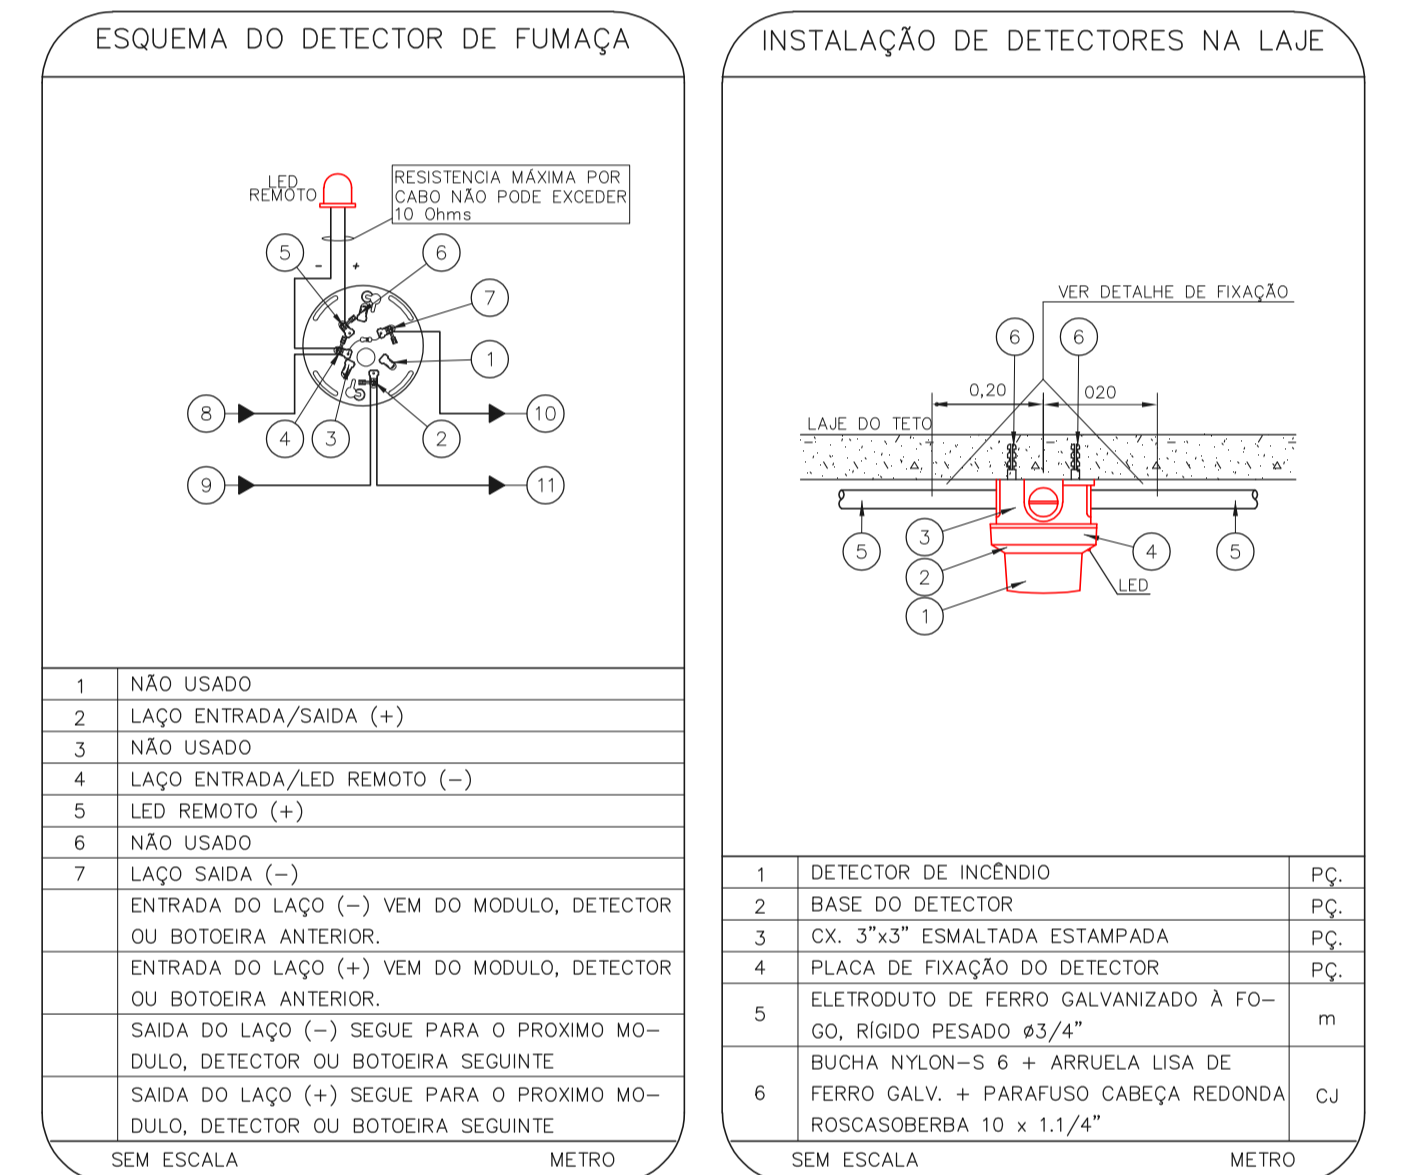 ESQUEMA DO DETECTOR DE FUMAÇA
LED
REMOTO
RESISTENCIA MÁXIMA POR
CABO NÃO PODE EXCEDER
10 Ohms
5
6
- +
7
1
8
10
4
3
2
9
11
1 NÃO USADO
2 LAÇO ENTRADA/SAIDA (+)
3 NÃO USADO
4 LAÇO ENTRADA/LED REMOTO (-)
5 LED REMOTO (+)
6 NÃO USADO
7 LAÇO SAIDA (-)
ENTRADA DO LAÇO (-) VEM DO MODULO, DETECTOR
OU BOTOEIRA ANTERIOR.
ENTRADA DO LAÇO (+) VEM DO MODULO, DETECTOR
OU BOTOEIRA ANTERIOR.
SAIDA DO LAÇO (-) SEGUE PARA O PROXIMO MO-
DULO, DETECTOR OU BOTOEIRA SEGUINTE
SAIDA DO LAÇO (+) SEGUE PARA O PROXIMO MO-
DULO, DETECTOR OU BOTOEIRA SEGUINTE
SEM ESCALA METRO
INSTALAÇÃO DE DETECTORES NA LAJE
VER DETALHE DE FIXAÇÃO
6
6
0,20
020
LAJE DO TETO
5
3
4
5
2
LED
1
1 DETECTOR DE INCÊNDIO PÇ.
2 BASE DO DETECTOR PÇ.
3 CX. 3"x3" ESMALTADA ESTAMPADA PÇ.
4 PLACA DE FIXAÇÃO DO DETECTOR PÇ.
5 ELETRODUTO DE FERRO GALVANIZADO À FO-
GO, RÍGIDO PESADO ø3/4" m
BUCHA NYLON-S 6 + ARRUELA LISA DE
6 FERRO GALV. + PARAFUSO CABEÇA REDONDA CJ
ROSCASOBERBA 10 x 1.1/4"
SEM ESCALA METRO